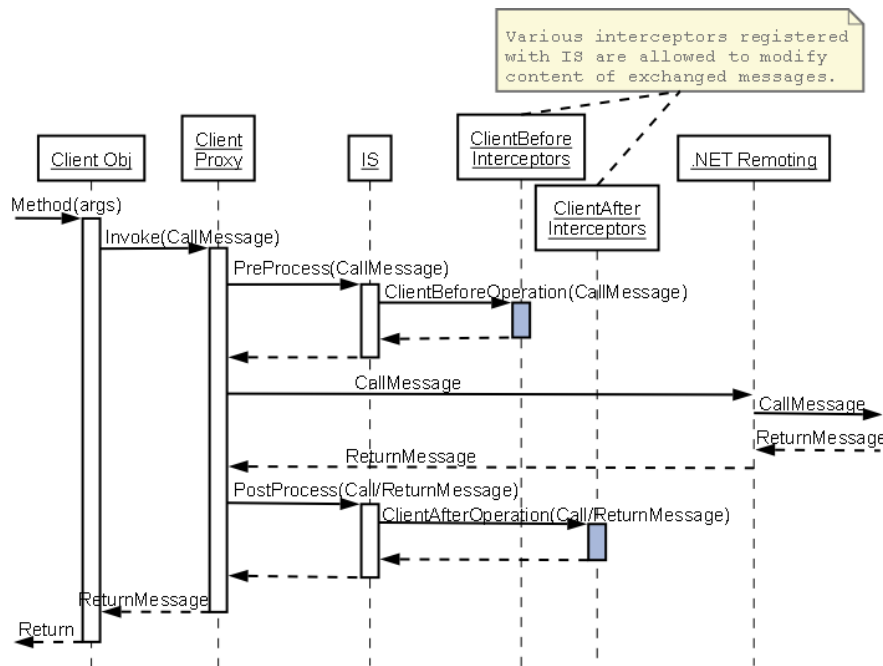 Various interceptors registered
with IS are allowed to modify
content of exchanged messages.
Client Obj
Client
Proxy
IS
ClientBefore
Interceptors
.NET Remoting
ClientAfter
Interceptors
Method(args)
Invoke(CallMessage)
PreProcess(CallMessage)
ClientBeforeOperation(CallMessage)
CallMessage
CallMessage
ReturnMessage
ReturnMessage
PostProcess(Call/ReturnMessage)
ClientAfterOperation(Call/ReturnMessage)
ReturnMessage
Return